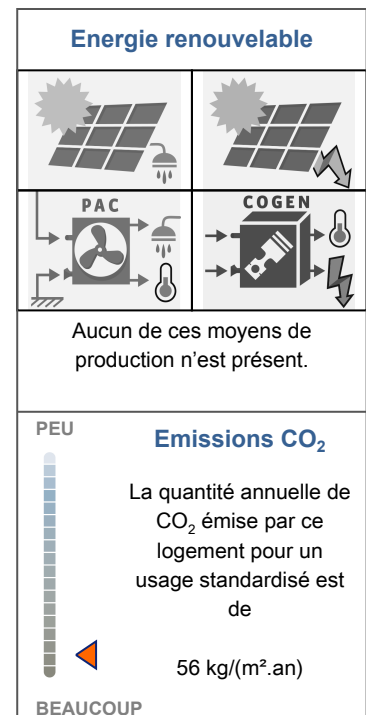 Energie renouvelable
PAC
COGEN
Aucun de ces moyens de
production n’est présent.
PEU
Emissions CO₂
La quantité annuelle de
CO₂ émise par ce
logement pour un
usage standardisé est
de
56 kg/(m².an)
BEAUCOUP